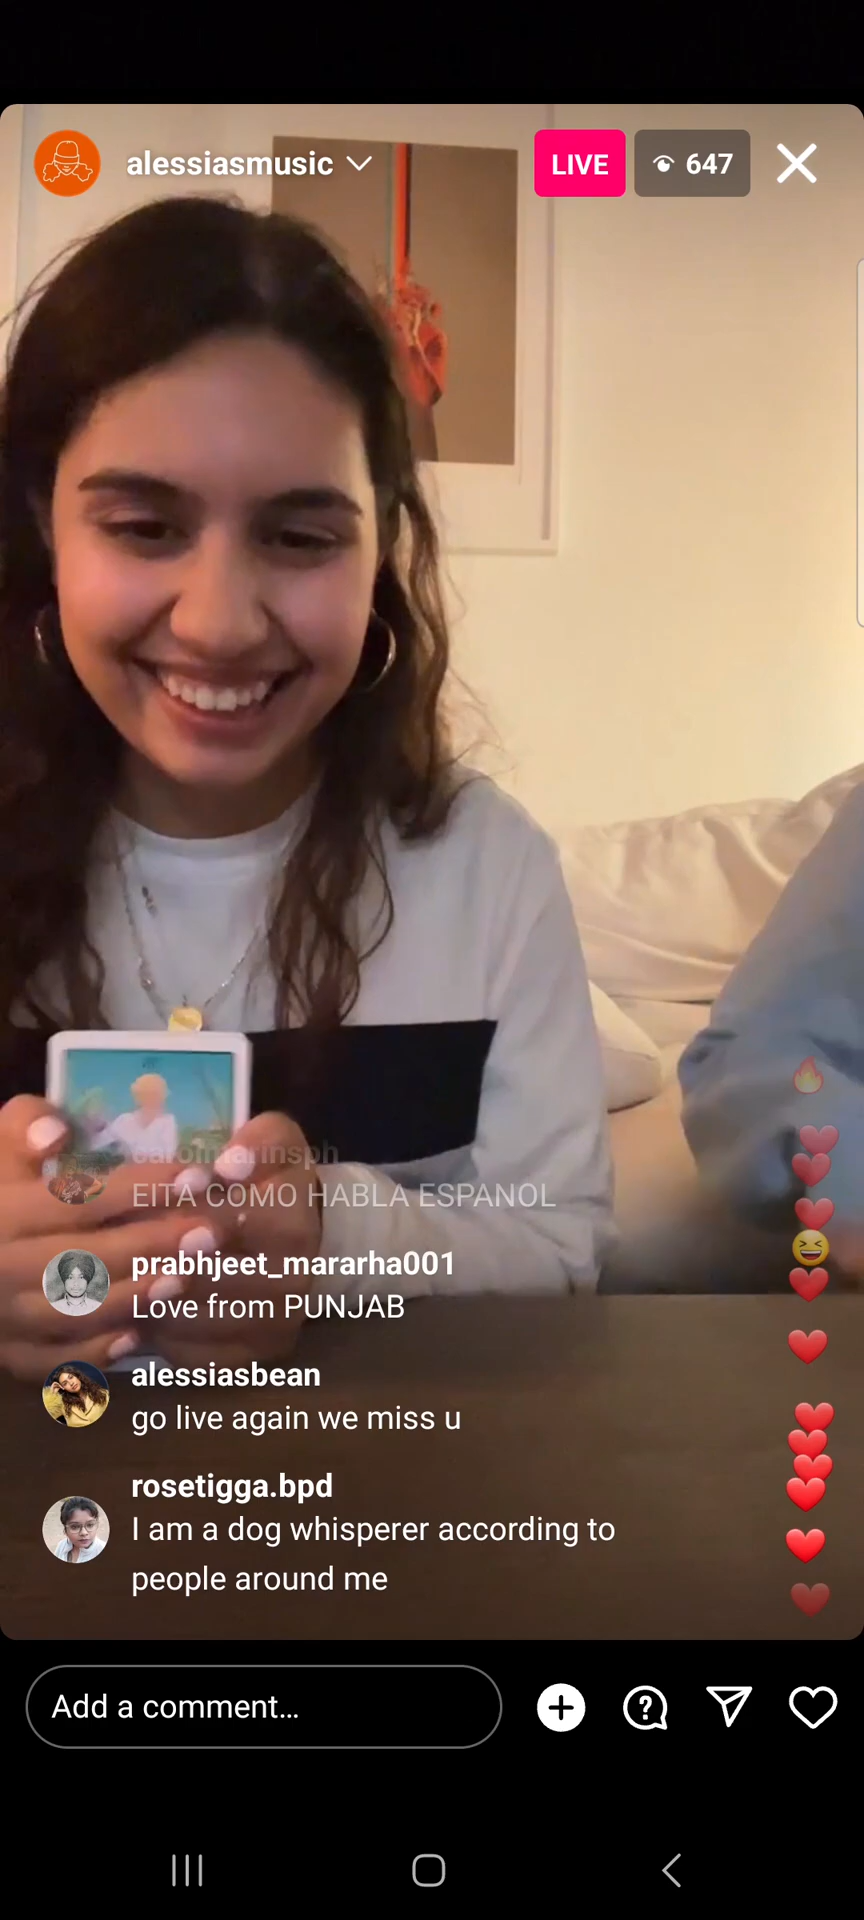 alessiasmusic
LIVE
647
carolmarinsph
EITA COMO HABLA ESPANOL
prabhjeet_mararha001
Love from PUNJAB
alessiasbean
go live again we miss u
rosetigga.bpd
I am a dog whisperer according to
people around me
Add a comment...